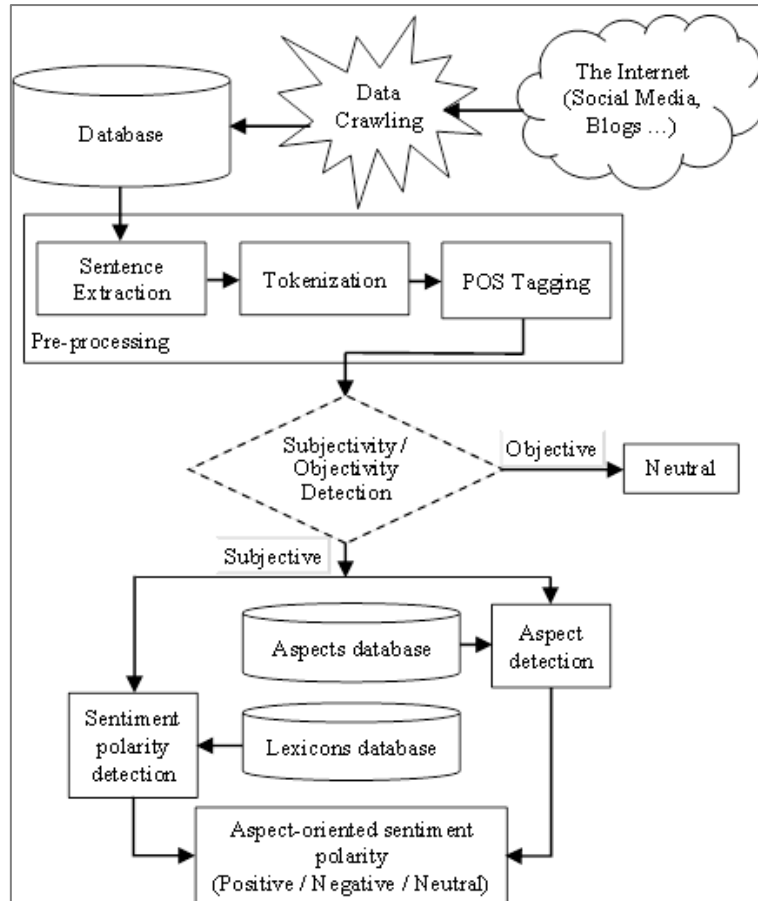 The Internet
(Social Media,
Blogs ...)
Data
Crawling
Database
Sentence
Extraction
Tokenization
POS Tagging
Pre-processing
Subjectivity /
Objectivity
Detection
Objective
Neutral
Subjective
Aspects database
Aspect
detection
Sentiment
polarity
detection
Lexicons database
Aspect-oriented sentiment
polarity
(Positive / Negative / Neutral)